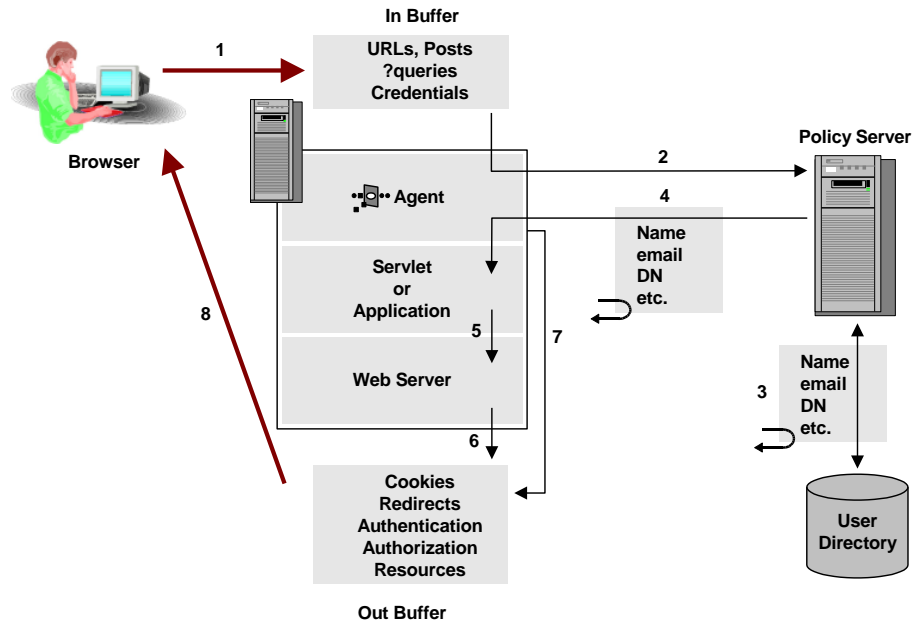 In Buffer
1
URLs, Posts
?queries
Credentials
Browser
2
Policy Server
Agent
4
Name
email
DN
etc.
Servlet
or
Application
8
5
7
Web Server
3
Name
email
DN
etc.
6
Cookies
Redirects
Authentication
Authorization
Resources
User
Directory
Out Buffer